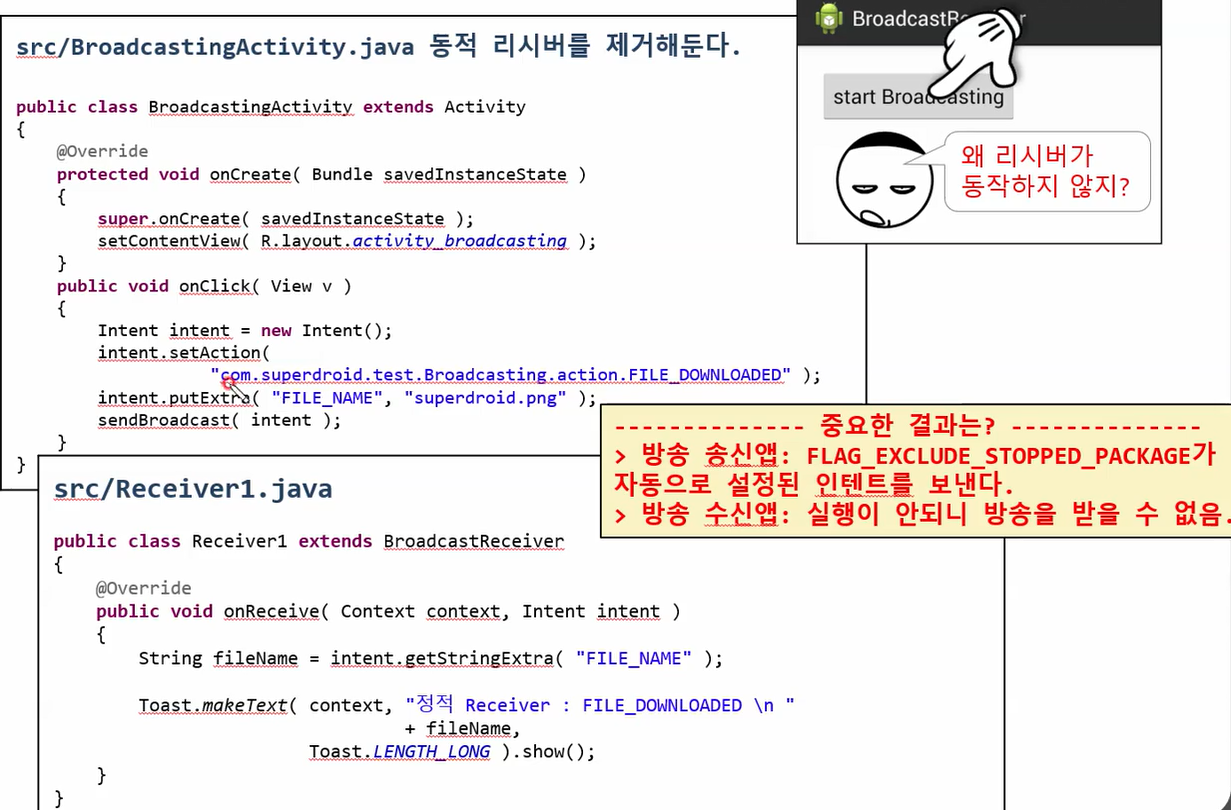 src/BroadcastingActivity.java 동적 리시버를 제거해둔다.
public class BroadcastingActivity extends Activity
{
@Override
protected void onCreate( Bundle savedInstanceState )
{
super.onCreate( savedInstanceState );
setContentView( R.layout.activity_broadcasting );
}
public void onClick( View v )
{
Intent intent = new Intent();
intent.setAction(
"com.superdroid.test.Broadcasting.action.FILE_DOWNLOADED" );
intent.putExtra( "FILE_NAME", "superdroid.png" );
sendBroadcast( intent );
}
}
start Broadcasting
왜 리시버가
동작하지 않지?
-------------- 중요한 결과는? --------------
> 방송 송신앱: FLAG_EXCLUDE_STOPPED_PACKAGE가
자동으로 설정된 인텐트를 보낸다.
> 방송 수신앱: 실행이 안되니 방송을 받을 수 없음.
src/Receiver1.java
public class Receiver1 extends BroadcastReceiver
{
@Override
public void onReceive( Context context, Intent intent )
{
String fileName = intent.getStringExtra( "FILE_NAME" );
Toast.makeText( context, "정적 Receiver : FILE_DOWNLOADED \n "
+ fileName,
Toast.LENGTH_LONG ).show();
}
}